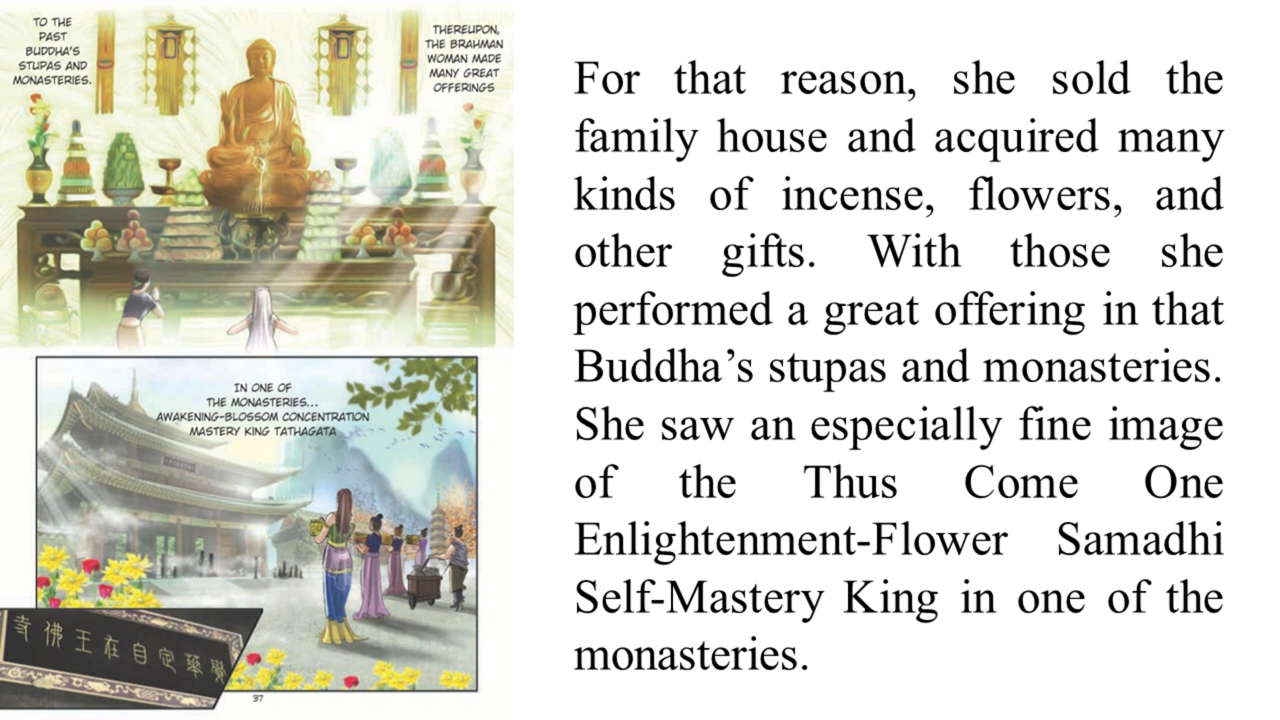 TO THE
PAST
BUDDHA'S
STUPAS AND
MONASTERIES.
THEREUPON,
THE BRAHMAN
WOMAN MADE
MANY GREAT
OFFERINGS
IN ONE OF
THE MONASTERIES...
AWAKENING-BLOSSOM CONCENTRATION
MASTERY KING TATHAGATA
寺佛王在自定華覺
37
For that reason, she sold the
family house and acquired many
kinds of incense, flowers, and
other gifts. With those she
performed a great offering in that
Buddha’s stupas and monasteries.
She saw an especially fine image
of the Thus Come One
Enlightenment-Flower Samadhi
Self-Mastery King in one of the
monasteries.